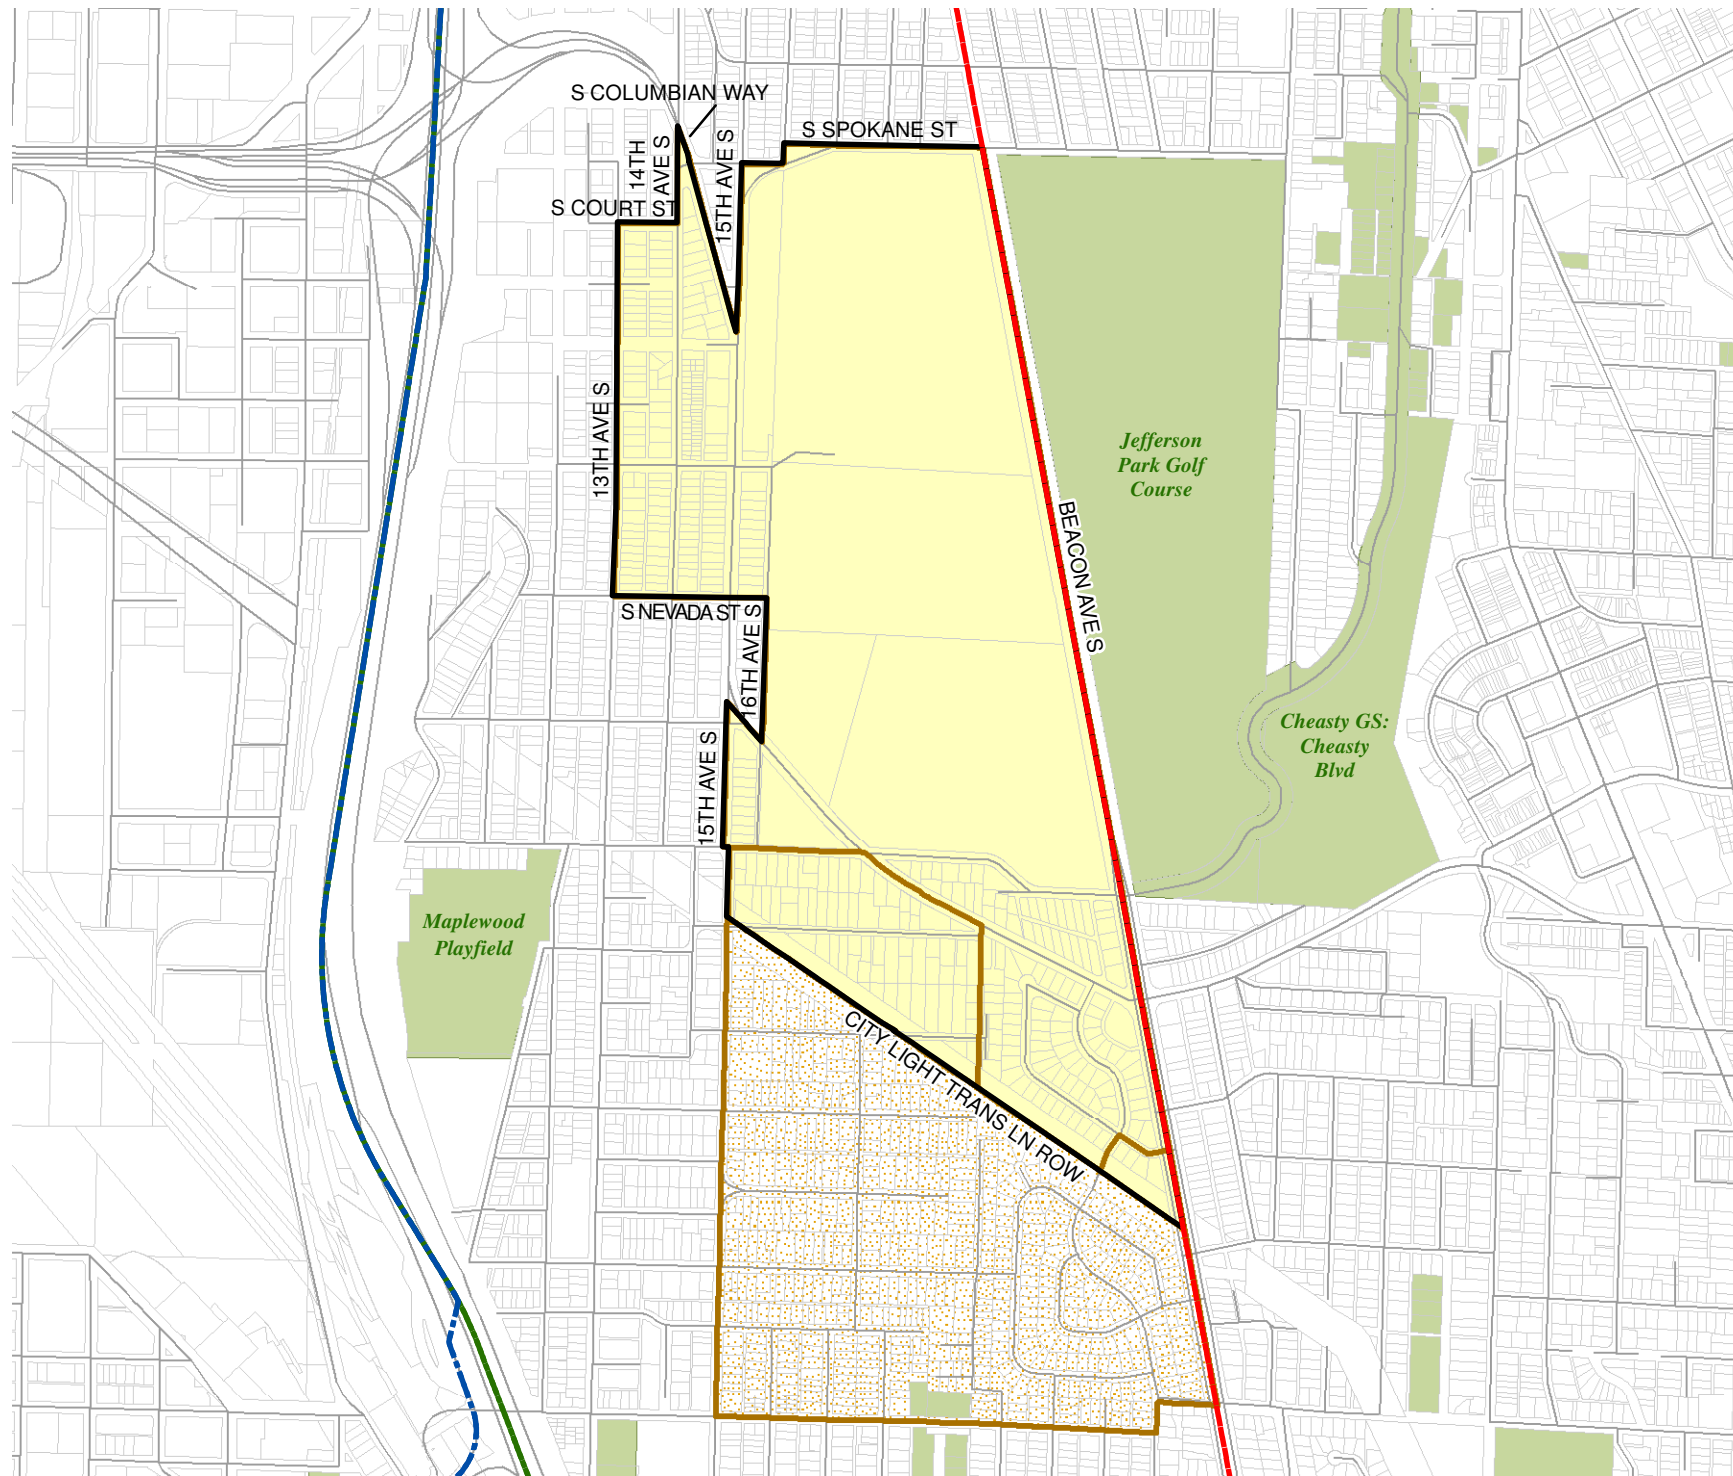 S COLUMBIAN WAY
S SPOKANE ST
14TH
AVE S
15TH AVE S
S COURT ST
13TH AVE S
Jefferson
Park Golf
Course
BEACON AVE S
S NEVADA ST
16TH AVE S
15TH AVE S
Cheasty GS:
Cheasty
Blvd
Maplewood
Playfield
CITY LIGHT TRANS LN ROW